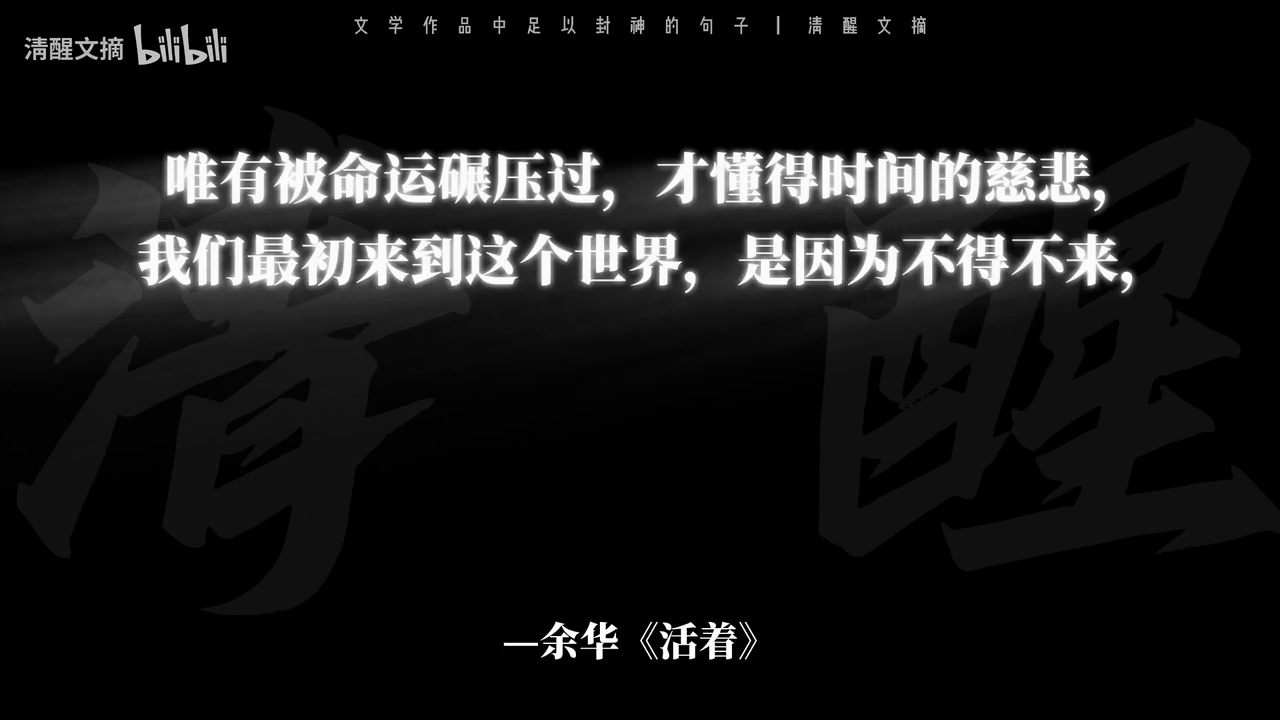 文学作品中足以封神的句子 | 清醒文摘
清醒文摘 bilibili
清醒
唯有被命运碾压过，才懂得时间的慈悲，
我们最初来到这个世界，是因为不得不来，
—余华《活着》